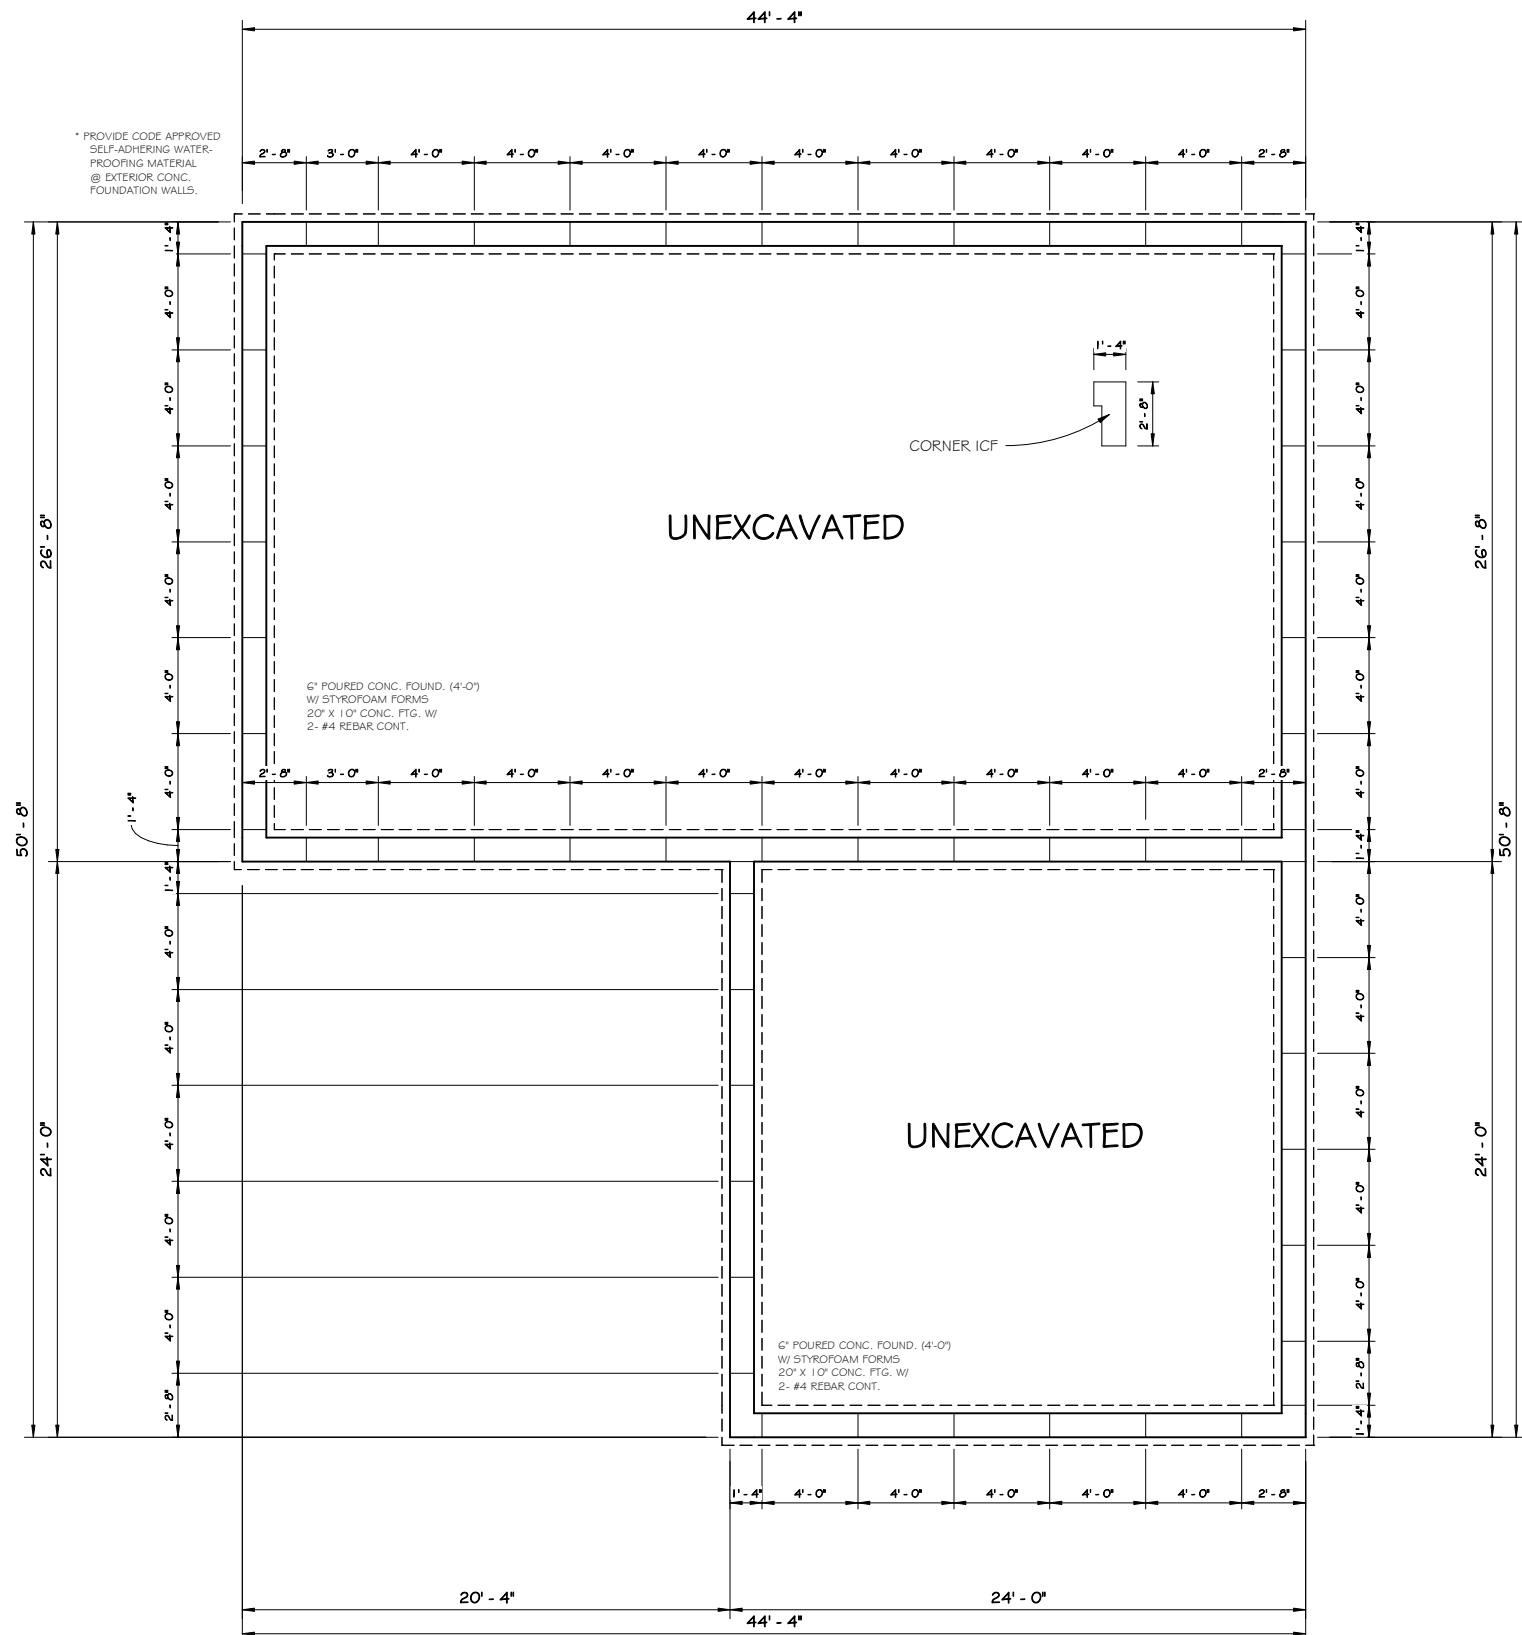 44' - 4"
* PROVIDE CODE APPROVED
SELF-ADHERING WATER-
PROOFING MATERIAL
@ EXTERIOR CONC.
FOUNDATION WALLS.
2' - 8" 3' - 0" 4' - 0" 4' - 0" 4' - 0" 4' - 0" 4' - 0" 4' - 0" 4' - 0" 4' - 0" 4' - 0" 2' - 8"
50' - 8"
26' - 8"
24' - 0"
1' - 4"
4' - 0"
4' - 0"
4' - 0"
4' - 0"
4' - 0"
4' - 0"
1' - 4"
1' - 4"
4' - 0"
4' - 0"
4' - 0"
4' - 0"
4' - 0"
2' - 8"
1' - 4"
2' - 8"
CORNER ICF
UNEXCAVATED
6" POURED CONC. FOUND. (4'-0")
W/ STYROFOAM FORMS
20" X 10" CONC. FTG. W/
2- #4 REBAR CONT.
2' - 8" 3' - 0" 4' - 0" 4' - 0" 4' - 0" 4' - 0" 4' - 0" 4' - 0" 4' - 0" 4' - 0" 4' - 0" 2' - 8"
UNEXCAVATED
6" POURED CONC. FOUND. (4'-0")
W/ STYROFOAM FORMS
20" X 10" CONC. FTG. W/
2- #4 REBAR CONT.
1' - 4"
4' - 0"
4' - 0"
4' - 0"
4' - 0"
4' - 0"
4' - 0"
1' - 4"
4' - 0"
4' - 0"
4' - 0"
4' - 0"
4' - 0"
2' - 8"
1' - 4"
26' - 8"
24' - 0"
50' - 8"
1' - 4" 4' - 0" 4' - 0" 4' - 0" 4' - 0" 4' - 0" 2' - 8"
20' - 4" 24' - 0"
44' - 4"